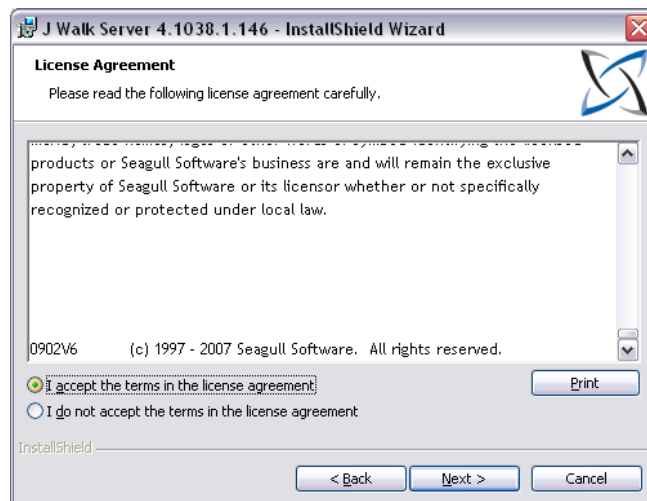 J Walk Server 4.1038.1.146 - InstallShield Wizard
License Agreement
Please read the following license agreement carefully.
products or Seagull Software's business are and will remain the exclusive
property of Seagull Software or its licensor whether or not specifically
recognized or protected under local law.
0902V6 (c) 1997 - 2007 Seagull Software. All rights reserved.
I accept the terms in the license agreement
Print
I do not accept the terms in the license agreement
InstallShield
< Back
Next >
Cancel